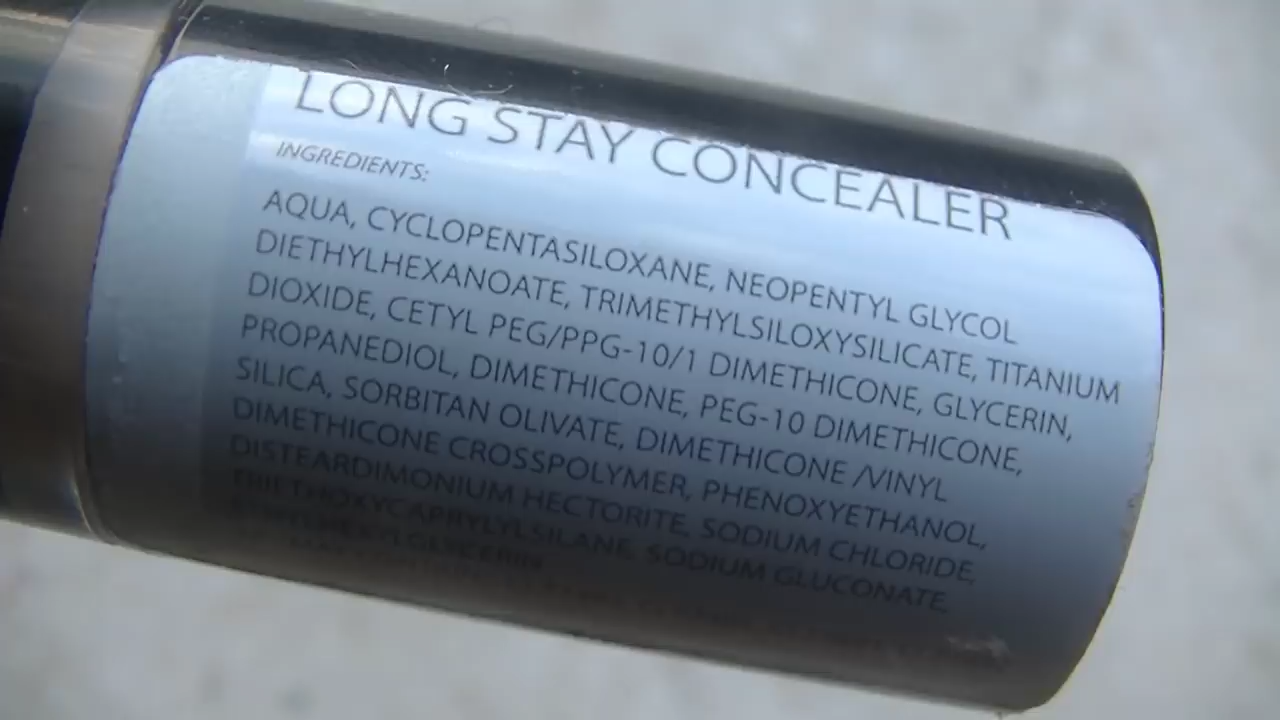 LONG STAY CONCEALER
INGREDIENTS:
AQUA, CYCLOPENTASILOXANE, NEOPENTYL GLYCOL
DIETHYLHEXANOATE, TRIMETHYLSILOXYSILICATE, TITANIUM
DIOXIDE, CETYL PEG/PPG-10/1 DIMETHICONE, GLYCERIN,
PROPANEDIOL, DIMETHICONE, PEG-10 DIMETHICONE,
SILICA, SORBITAN OLIVATE, DIMETHICONE /VINYL
DIMETHICONE CROSSPOLYMER, PHENOXYETHANOL,
DISTEARDIMONIUM HECTORITE, SODIUM CHLORIDE,
TRIETHOXYCAPRYLYLSILANE, SODIUM GLUCONATE,
ETHYLHEXYLGLYCERIN